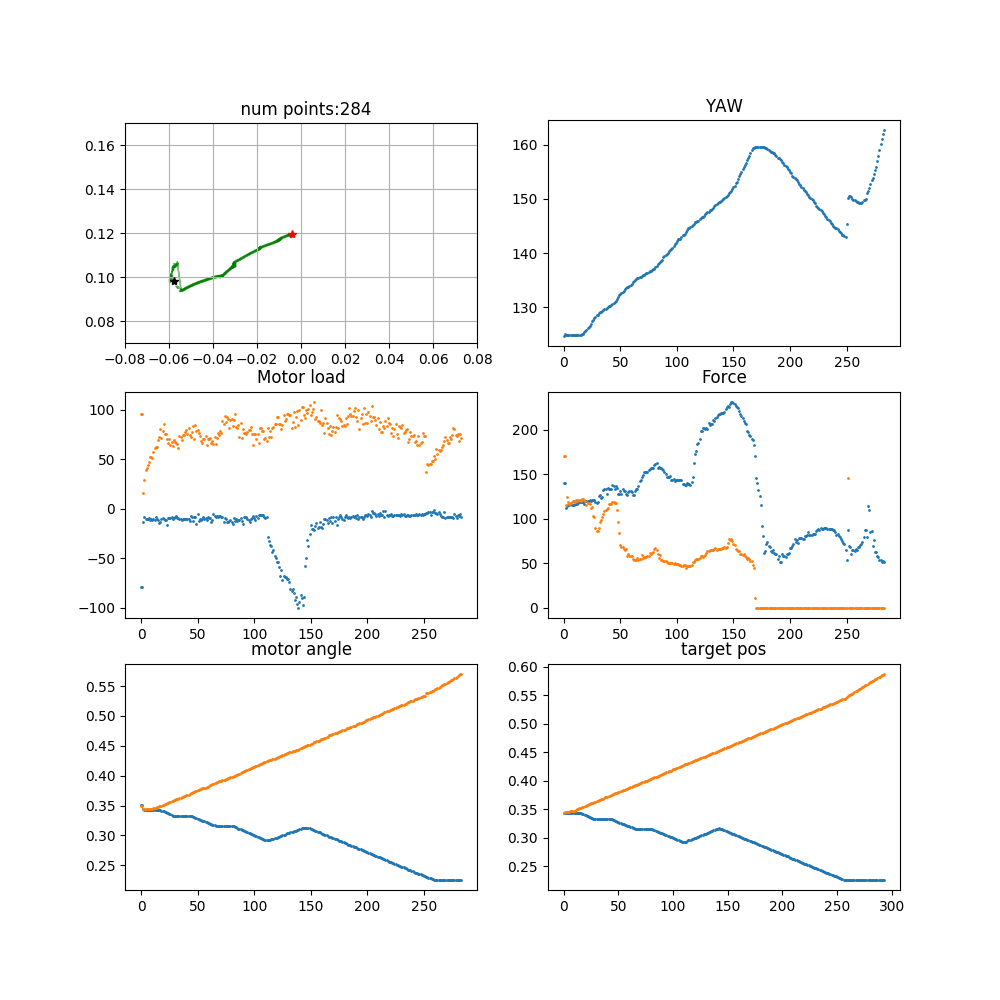 num points:284
YAW
0.16
0.14
0.12
0.10
0.08
−0.08 −0.06 −0.04 −0.02 0.00 0.02 0.04 0.06 0.08
160
150
140
130
0 50 100 150 200 250
Motor load
Force
100
50
0
−50
−100
0 50 100 150 200 250
200
150
100
50
0
0 50 100 150 200 250
motor angle
target pos
0.55
0.50
0.45
0.40
0.35
0.30
0.25
0 50 100 150 200 250
0.60
0.55
0.50
0.45
0.40
0.35
0.30
0.25
0 50 100 150 200 250 300